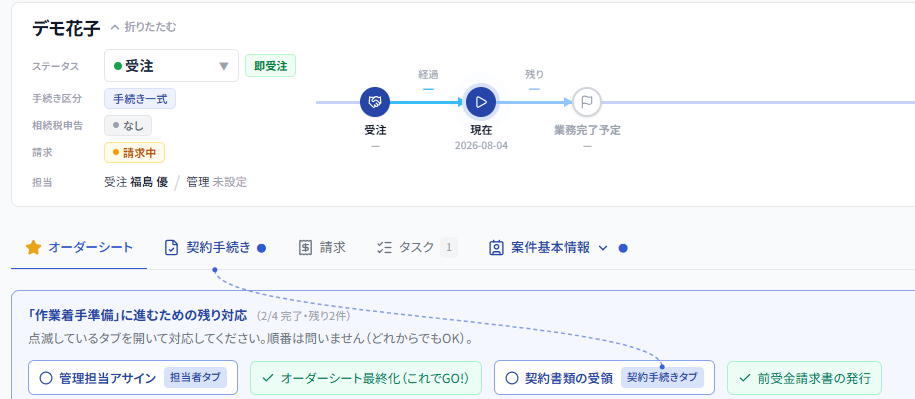 デモ花子 折りたたむ
ステータス 受注 即受注
手続き区分 手続き一式
相続税申告 なし
請求 請求中
担当 受注 福島 優 / 管理 未設定
経過 残り
— —
受注 現在 業務完了予定
— 2026-08-04 —
オーダーシート 契約手続き 請求 タスク 1 案件基本情報
「作業着手準備」に進むための残り対応 (2/4 完了・残り2件)
点滅しているタブを開いて対応してください。順番は問いません(どれからでもOK)。
管理担当アサイン 担当者タブ オーダーシート最終化(これでGO!) 契約書類の受領 契約手続きタブ 前受金請求書の発行